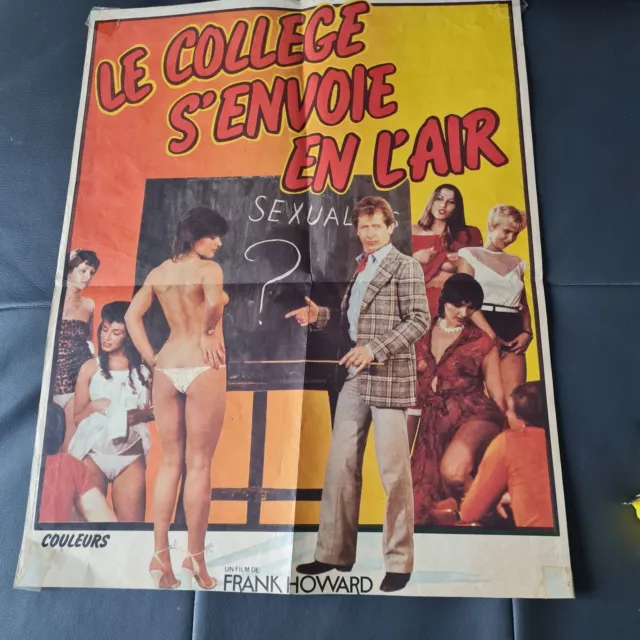 LE COLLEGE
S'ENVOIE
EN L'AIR
SEXUAL
?
COULEURS
UN FILM DE
FRANK HOWARD